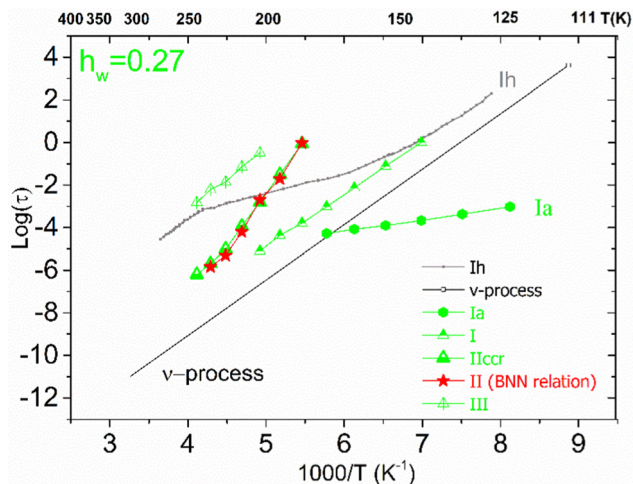 400 350 300 250 200 150 125 111 T(K)
h_w=0.27
Ih
4
2
0
-2
-4
-6
-8
-10
-12
Log(τ)
Ia
Ih
ν-process
Ia
I
IIccr
II (BNN relation)
III
ν−process
3 4 5 6 7 8 9
1000/T (K⁻¹)